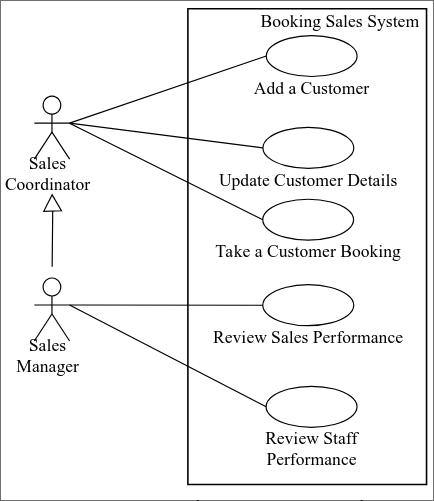 Booking Sales System
Add a Customer
Sales
Coordinator
Update Customer Details
Take a Customer Booking
Review Sales Performance
Sales
Manager
Review Staff
Performance